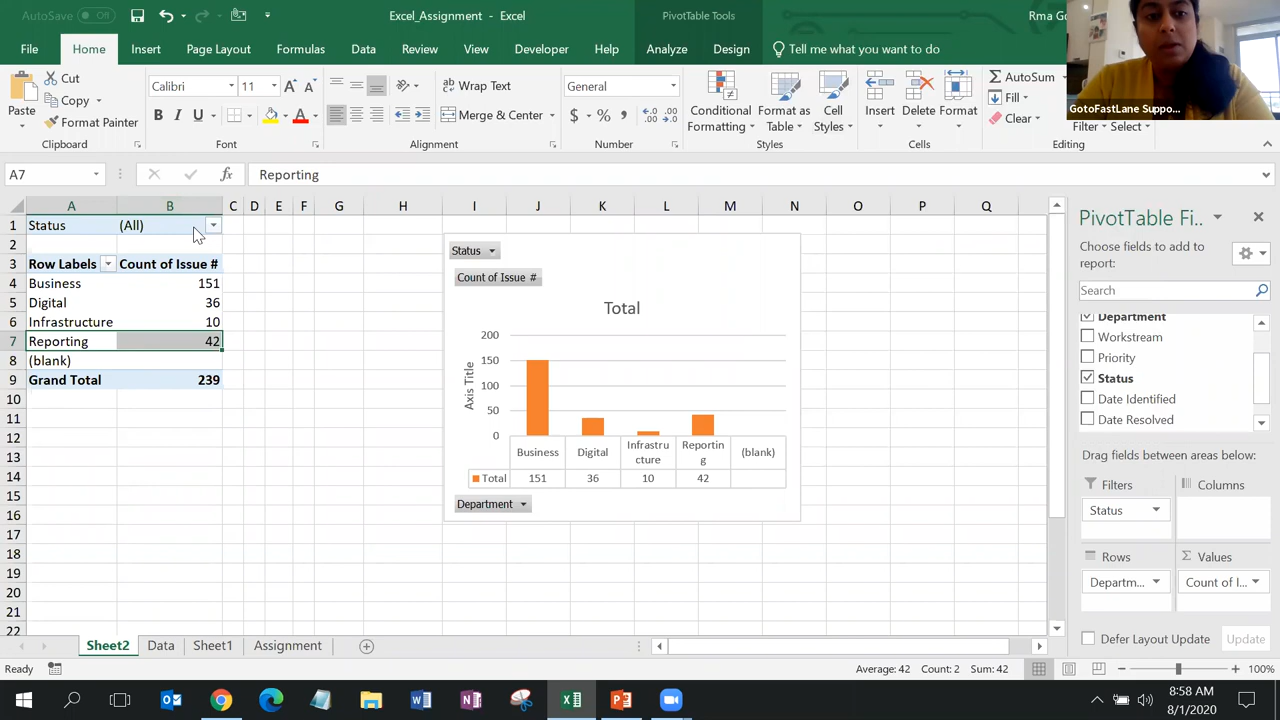 AutoSave Off
Excel_Assignment - Excel
PivotTable Tools
Rma Go
File Home Insert Page Layout Formulas Data Review View Developer Help Analyze Design Tell me what you want to do
GotoFastLane Suppo...
Paste
Cut
Copy
Format Painter
Clipboard
Calibri 11
B I U
Font
Wrap Text
Merge & Center
Alignment
General
$ % ,
Number
Conditional Formatting
Format as Table
Cell Styles
Styles
Insert Delete Format
Cells
AutoSum
Fill
Clear
Filter Select
Editing
A7 fx Reporting
A B C D E F G H I J K L M N O P Q
1 Status (All)
2
3 Row Labels Count of Issue #
4 Business 151
5 Digital 36
6 Infrastructure 10
7 Reporting 42
8 (blank)
9 Grand Total 239
10
11
12
13
14
15
16
17
18
19
20
21
22
Status
Count of Issue #
Total
200
150
100
50
0
Axis Title
Business Digital Infrastru cture Reportin g (blank)
Total 151 36 10 42
Department
PivotTable Fi...
Choose fields to add to
report:
Search
Department
Workstream
Priority
Status
Date Identified
Date Resolved
Drag fields between areas below:
Filters Columns
Status
Rows Σ Values
Departm... Count of I...
Defer Layout Update Update
Sheet2 Data Sheet1 Assignment
Ready Average: 42 Count: 2 Sum: 42 100%
8:58 AM
8/1/2020